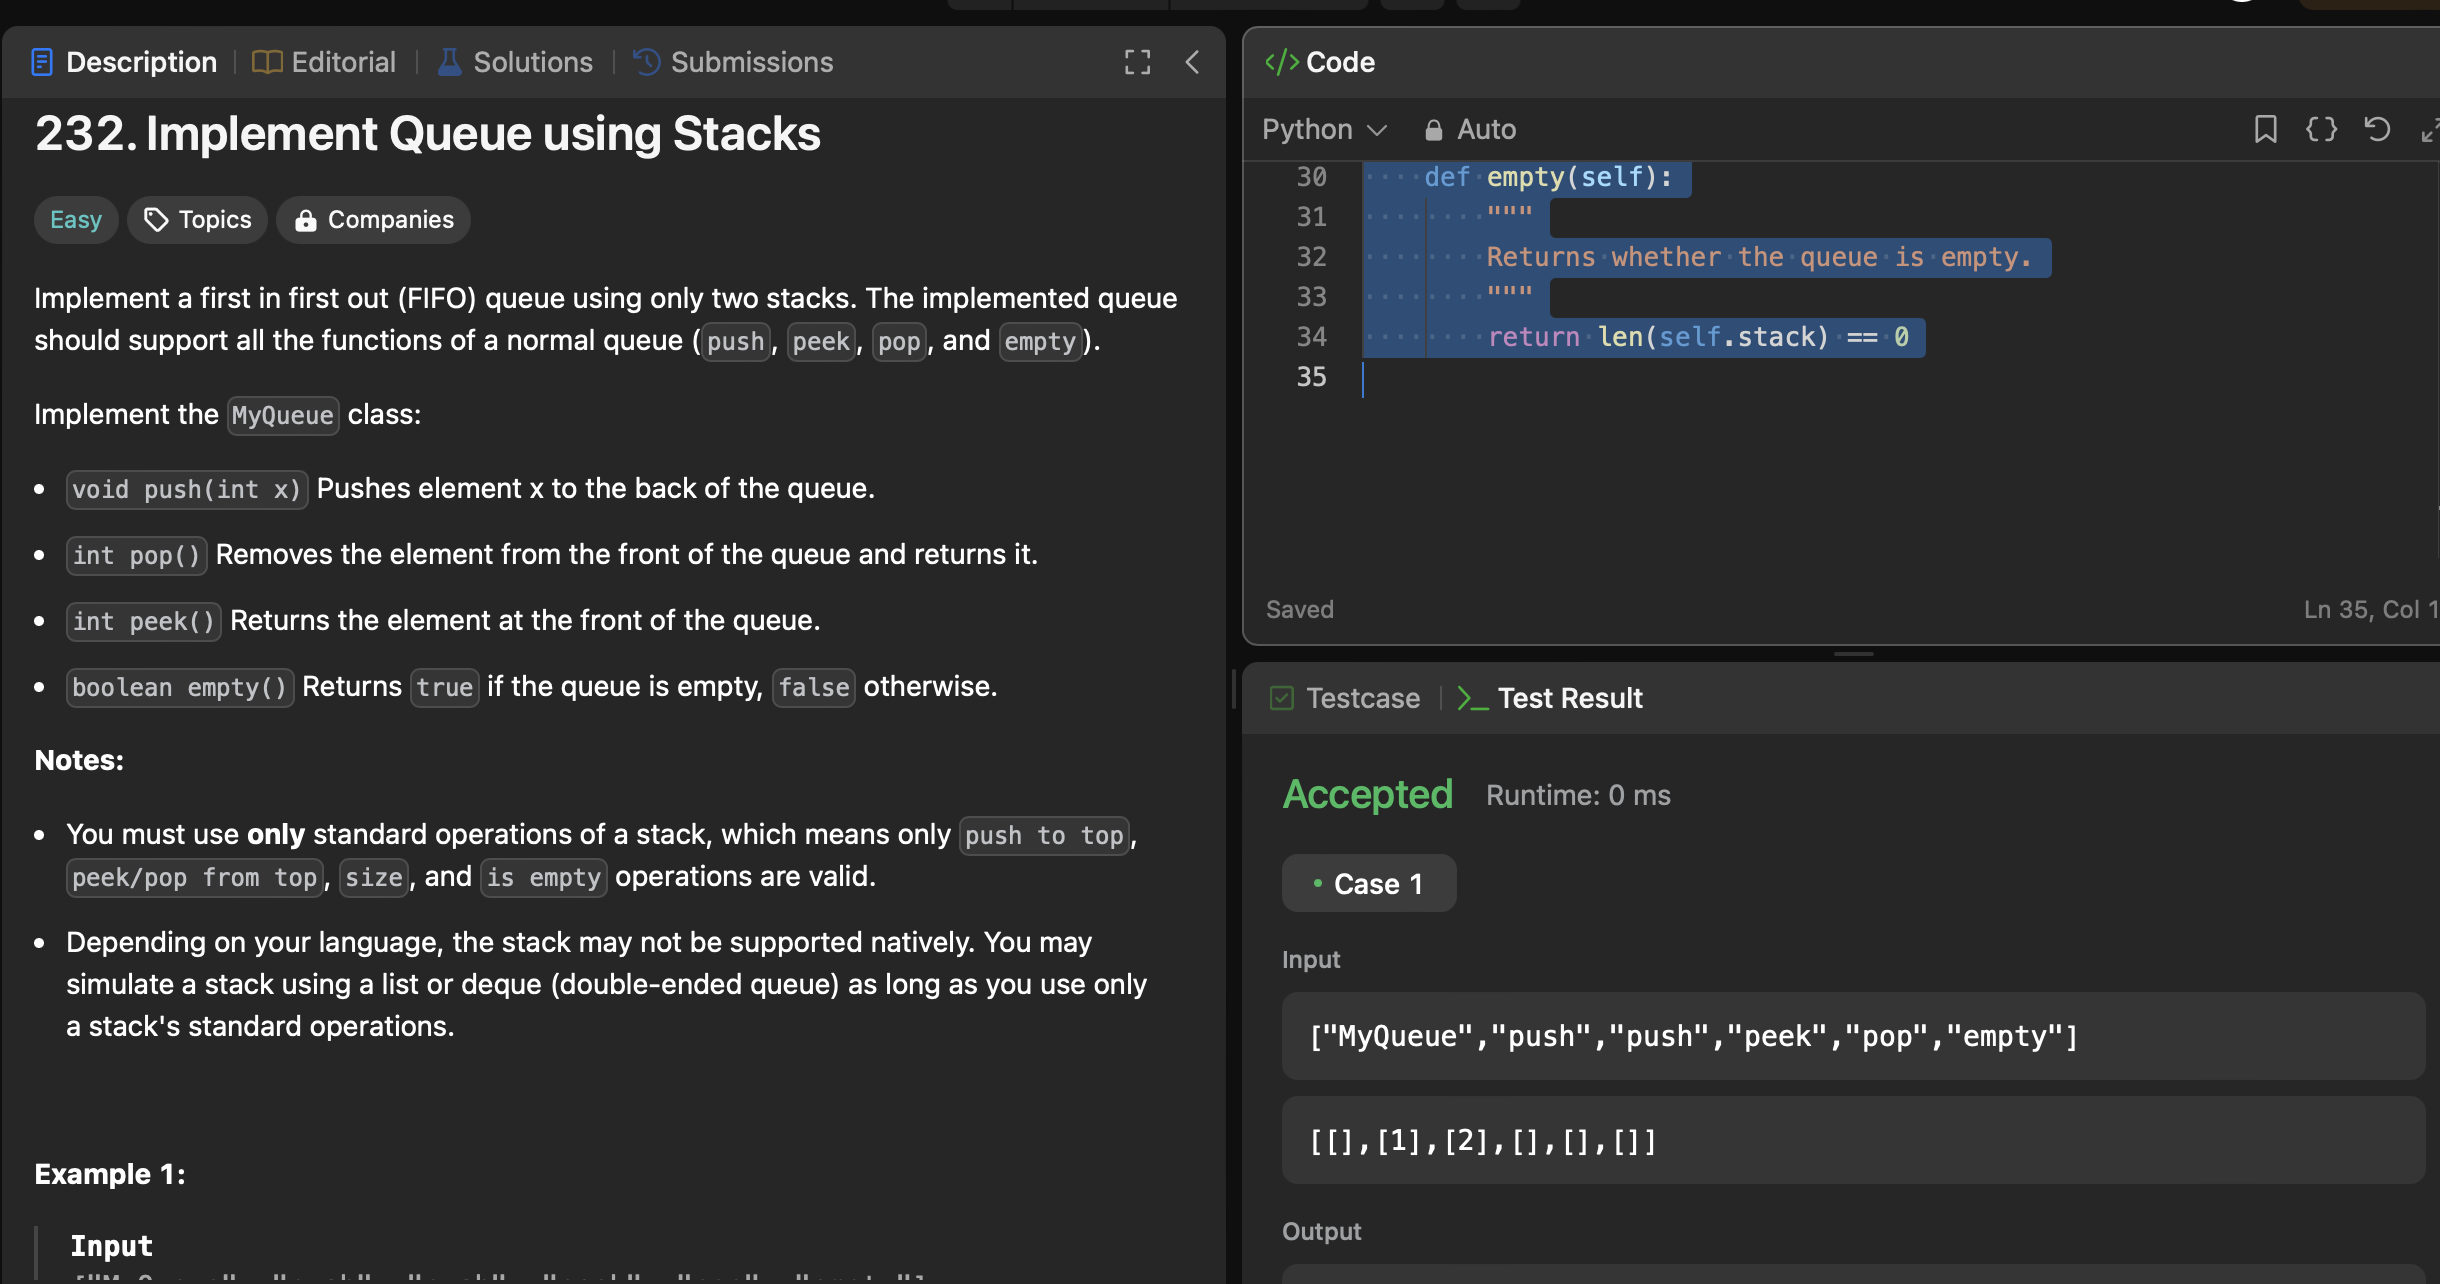 Description
Editorial
Solutions
Submissions
232. Implement Queue using Stacks
Easy
Topics
Companies
Implement a first in first out (FIFO) queue using only two stacks. The implemented queue
should support all the functions of a normal queue (push, peek, pop, and empty).
Implement the MyQueue class:
• void push(int x) Pushes element x to the back of the queue.
• int pop() Removes the element from the front of the queue and returns it.
• int peek() Returns the element at the front of the queue.
• boolean empty() Returns true if the queue is empty, false otherwise.
Notes:
• You must use only standard operations of a stack, which means only push to top,
peek/pop from top, size, and is empty operations are valid.
• Depending on your language, the stack may not be supported natively. You may
simulate a stack using a list or deque (double-ended queue) as long as you use only
a stack's standard operations.
Example 1:
Input
</> Code
Python
Auto
30 def empty(self):
31 """
32 Returns whether the queue is empty.
33 """
34 return len(self.stack) == 0
35
Saved
Ln 35, Col 1
Testcase
Test Result
Accepted
Runtime: 0 ms
• Case 1
Input
["MyQueue","push","push","peek","pop","empty"]
[[],[1],[2],[],[],[]]
Output